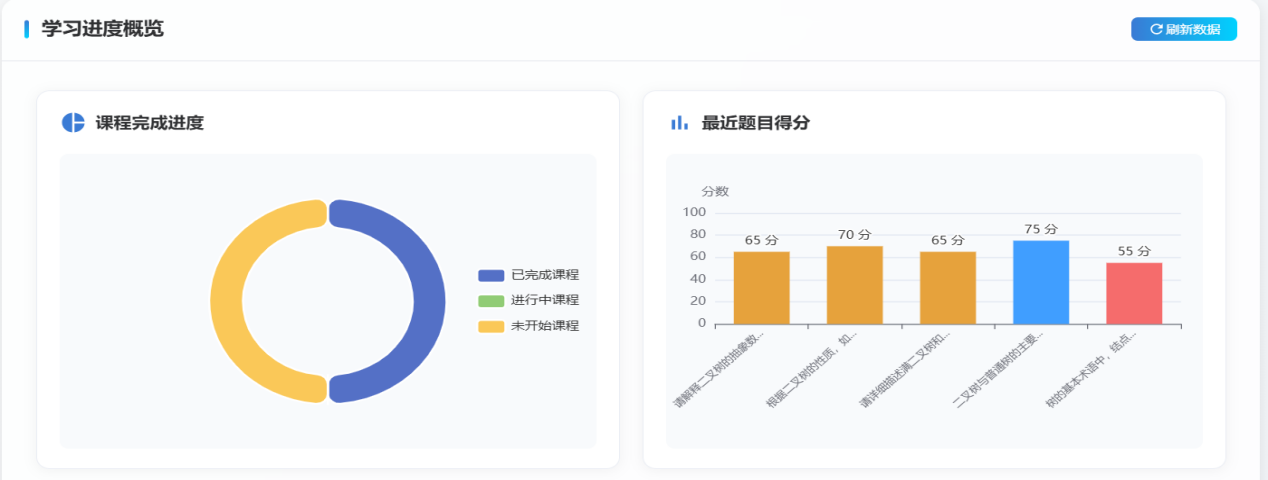 学习进度概览
刷新数据
课程完成进度
已完成课程
进行中课程
未开始课程
最近题目得分
分数
100
80
60
40
20
0
65 分
70 分
65 分
75 分
55 分
请解释二叉树的抽象数...
根据二叉树的性质，如...
请详细描述满二叉树和...
二叉树与普通树的主要...
树的基本术语中，结点...